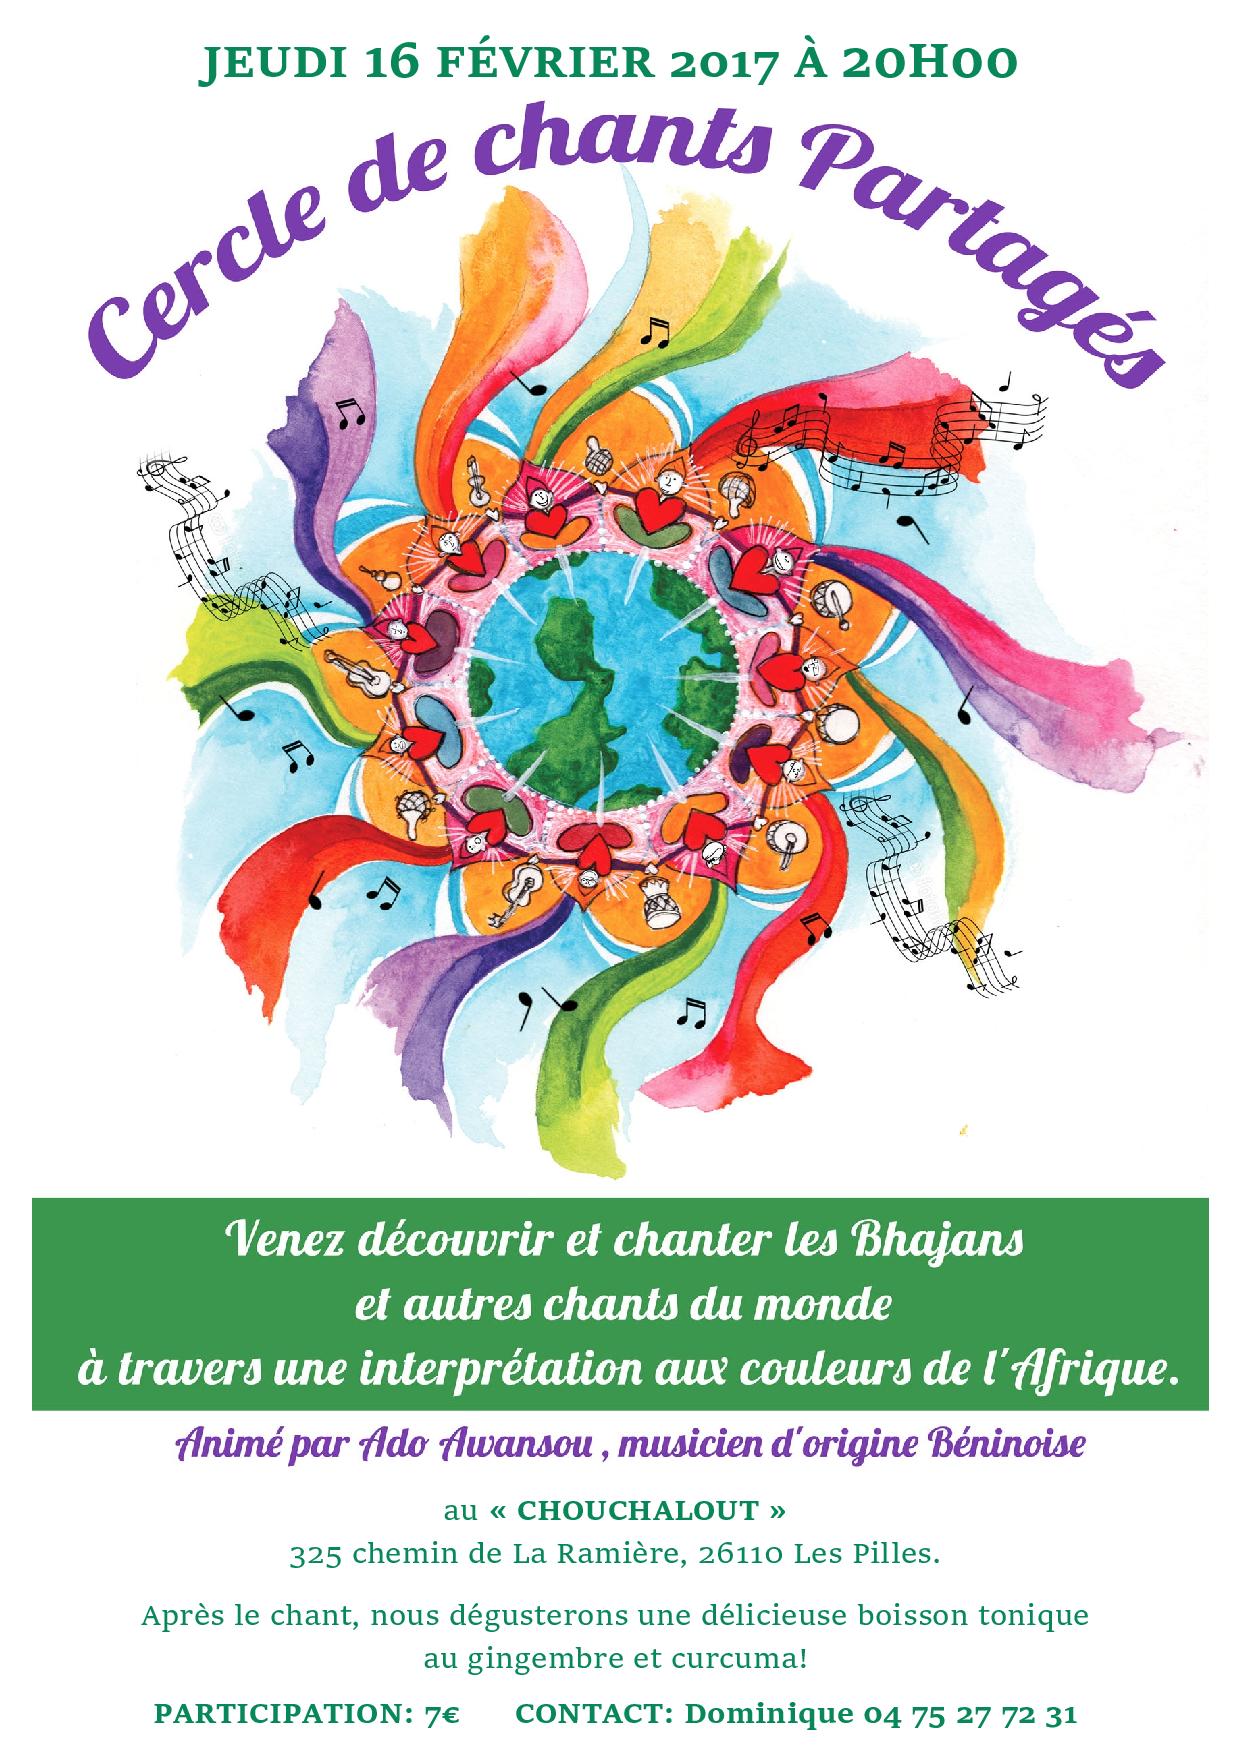 JEUDI 16 FÉVRIER 2017 À 20H00
Cercle de chants Partagés
Venez découvrir et chanter les Bhajans
et autres chants du monde
à travers une interprétation aux couleurs de l'Afrique.
Animé par Ado Awansou , musicien d'origine Béninoise
au « CHOUCHALOUT »
325 chemin de La Ramière, 26110 Les Pilles.
Après le chant, nous dégusterons une délicieuse boisson tonique
au gingembre et curcuma!
PARTICIPATION: 7€ CONTACT: Dominique 04 75 27 72 31